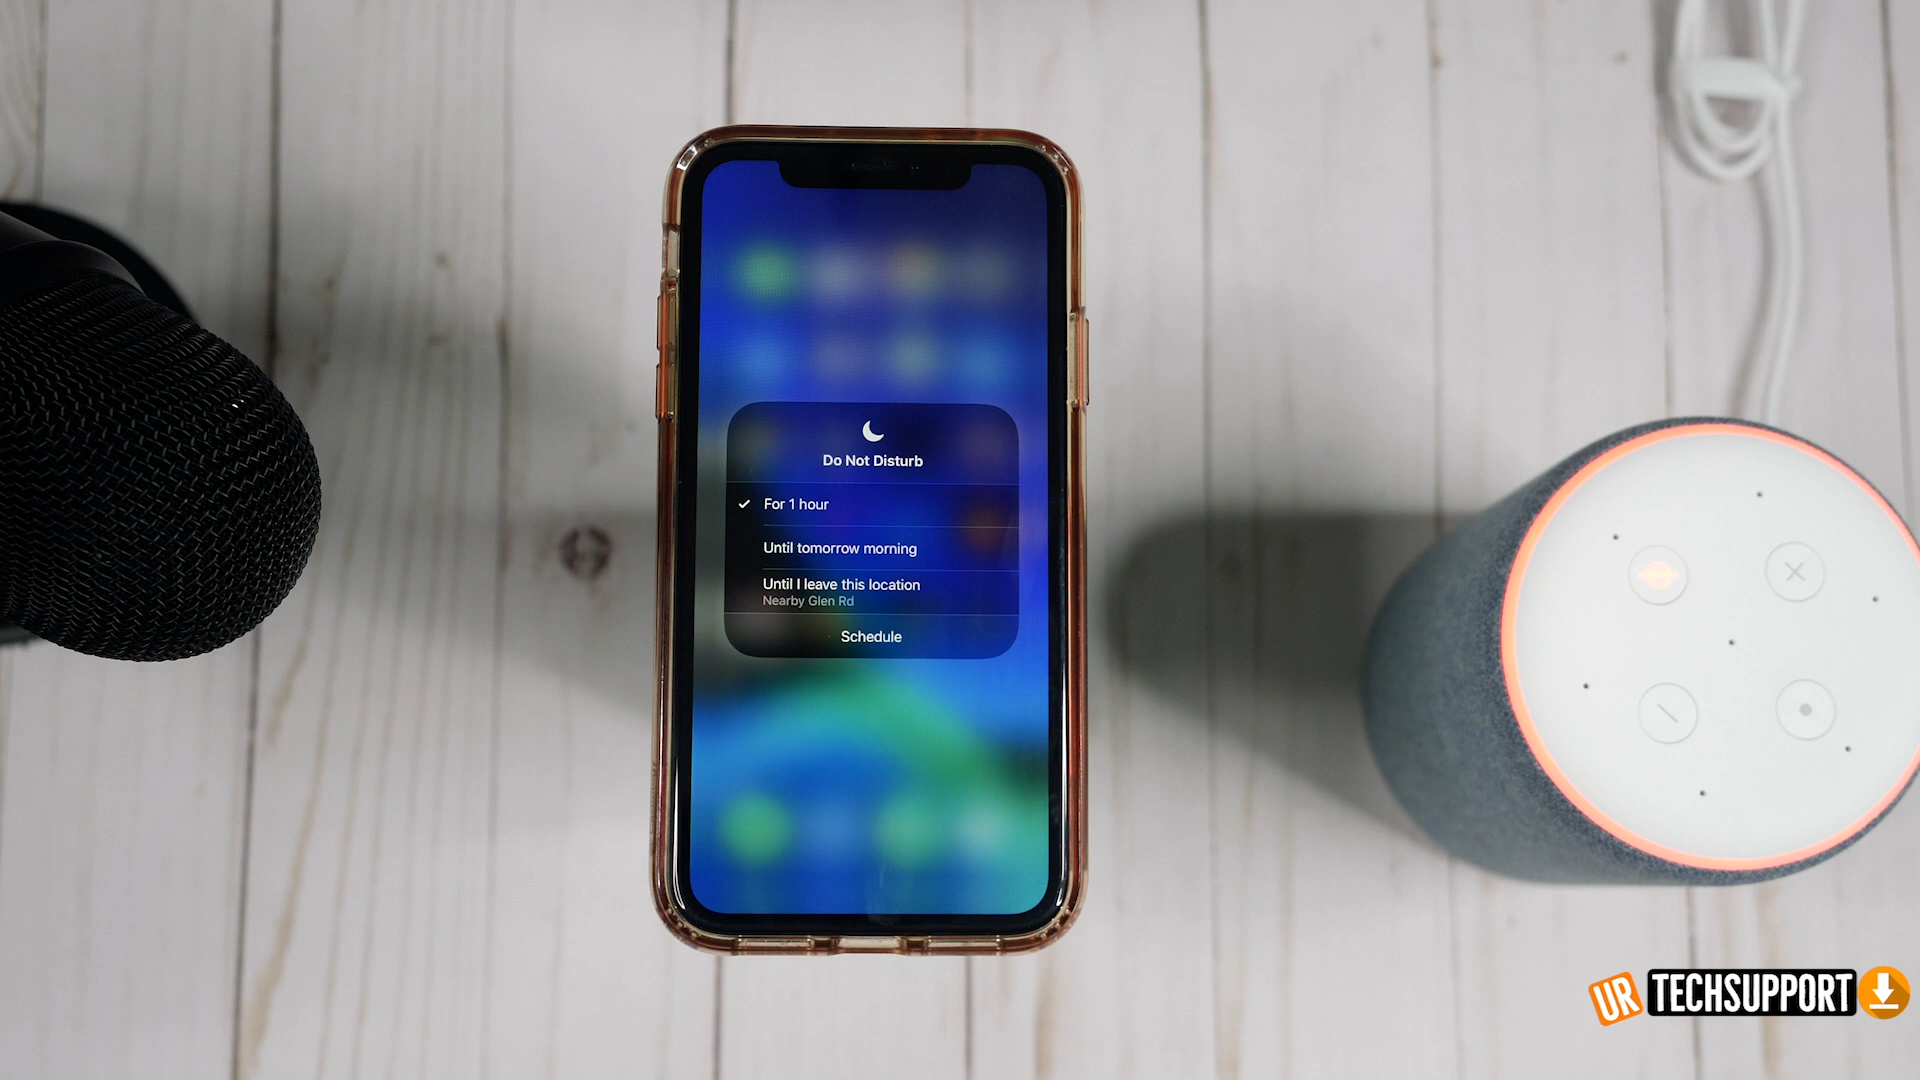 Do Not Disturb
For 1 hour
Until tomorrow morning
Until I leave this location
Nearby Glen Rd
Schedule
UR TECHSUPPORT